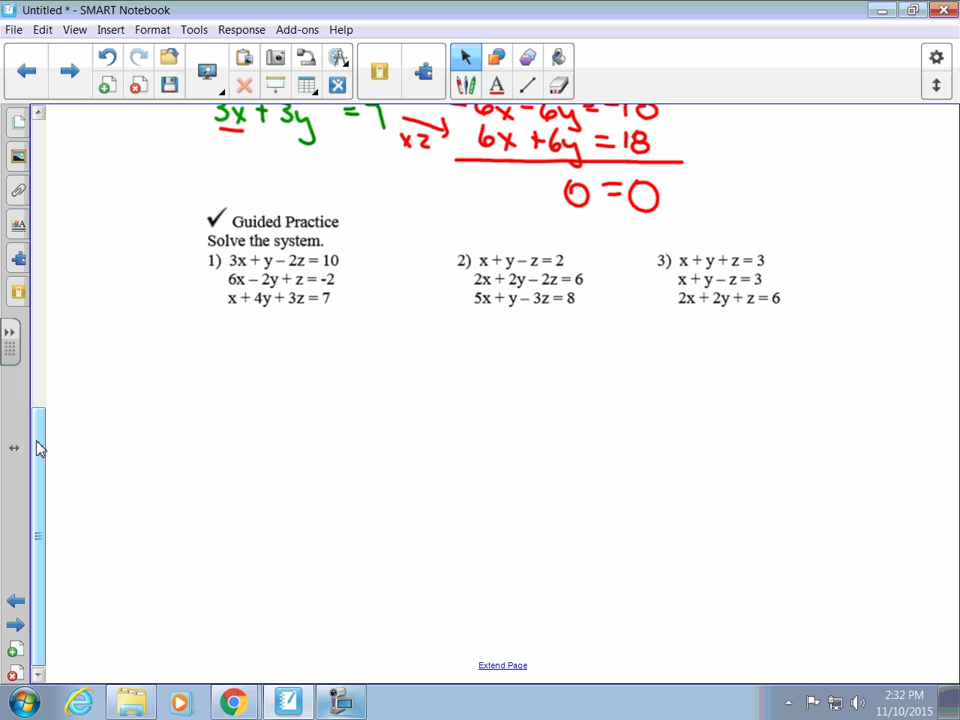 Untitled * - SMART Notebook
File Edit View Insert Format Tools Response Add-ons Help
3x + 3y = 9
x2
6x + 6y = 18
0 = 0
✓ Guided Practice
Solve the system.
1) 3x + y – 2z = 10
6x – 2y + z = -2
x + 4y + 3z = 7
2) x + y – z = 2
2x + 2y – 2z = 6
5x + y – 3z = 8
3) x + y + z = 3
x + y – z = 3
2x + 2y + z = 6
Extend Page
2:32 PM
11/10/2015